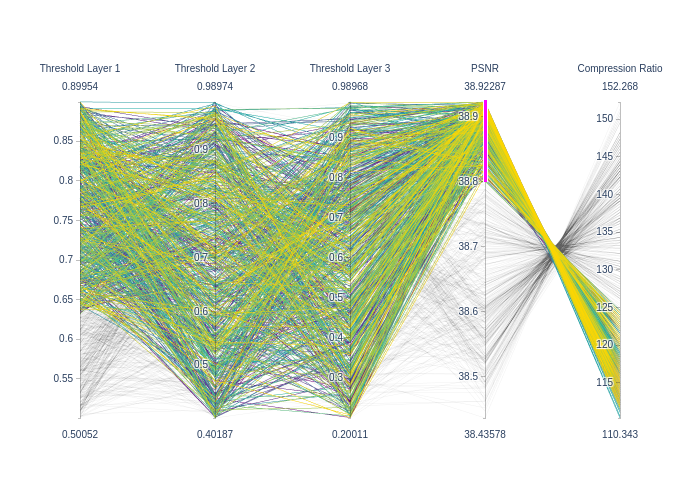 Threshold Layer 1 Threshold Layer 2 Threshold Layer 3 PSNR Compression Ratio
0.89954 0.98974 0.98968 38.92287 152.268
0.85 0.8 0.75 0.7 0.65 0.6 0.55
0.9 0.8 0.7 0.6 0.5
0.9 0.8 0.7 0.6 0.5 0.4 0.3
38.9 38.8 38.7 38.6 38.5
150 145 140 135 130 125 120 115
0.50052 0.40187 0.20011 38.43578 110.343